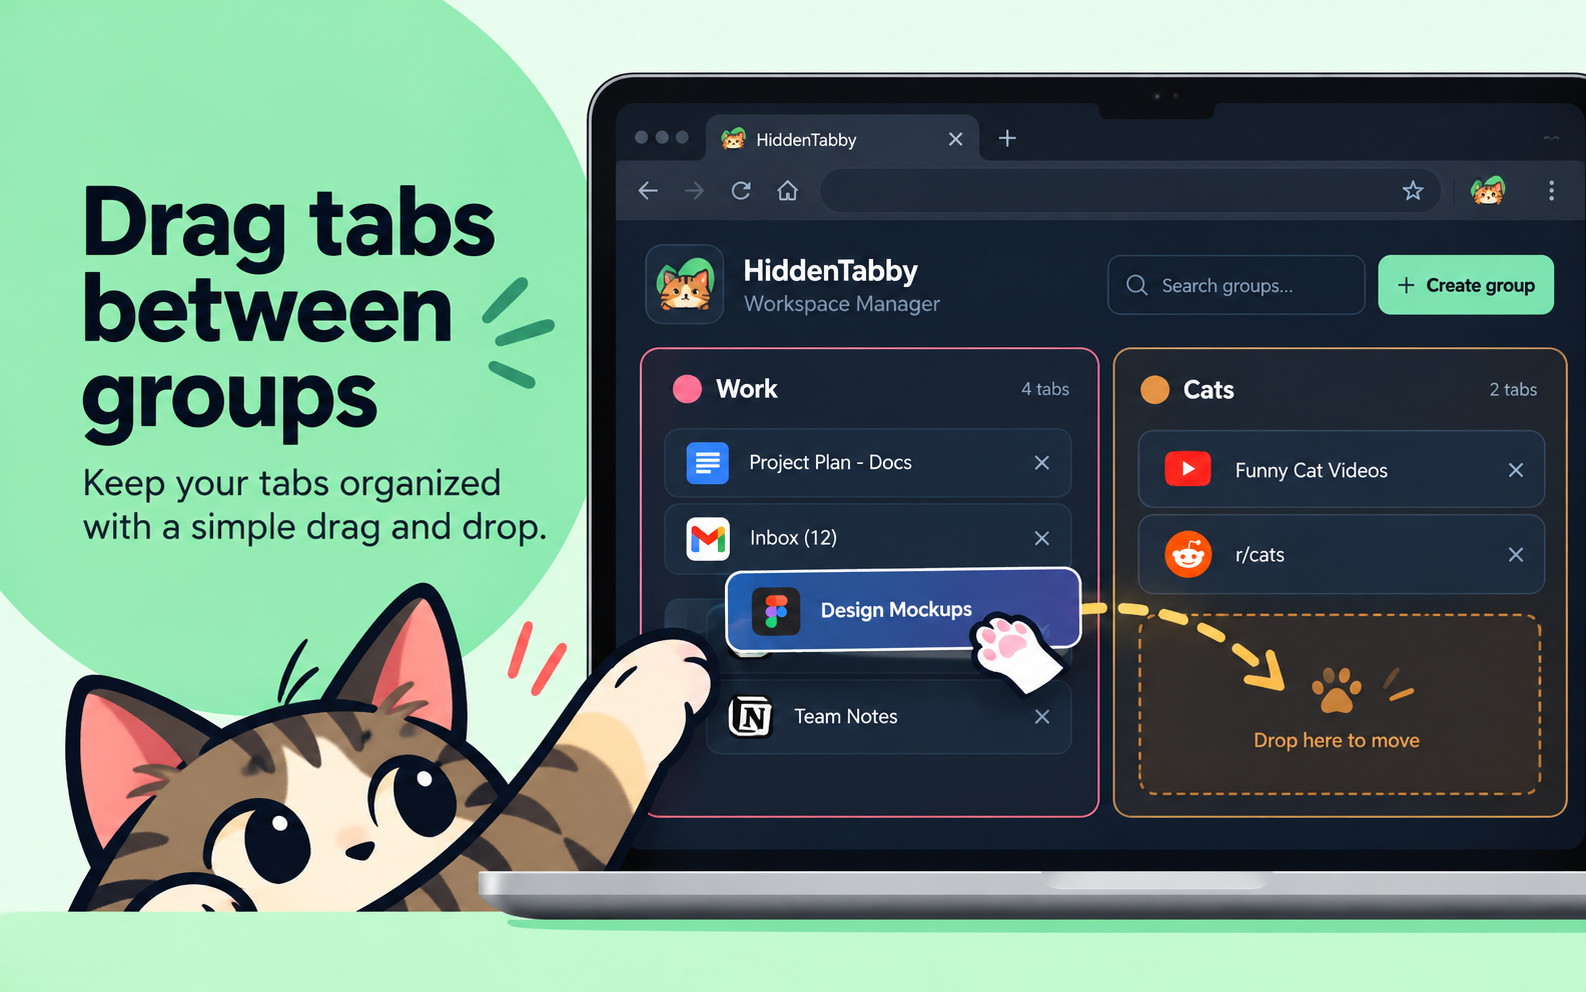 Drag tabs
between
groups
Keep your tabs organized
with a simple drag and drop.
HiddenTabby
HiddenTabby
Workspace Manager
Search groups...
Create group
Work
4 tabs
Project Plan - Docs
Inbox (12)
Design Mockups
Team Notes
Cats
2 tabs
Funny Cat Videos
r/cats
Drop here to move